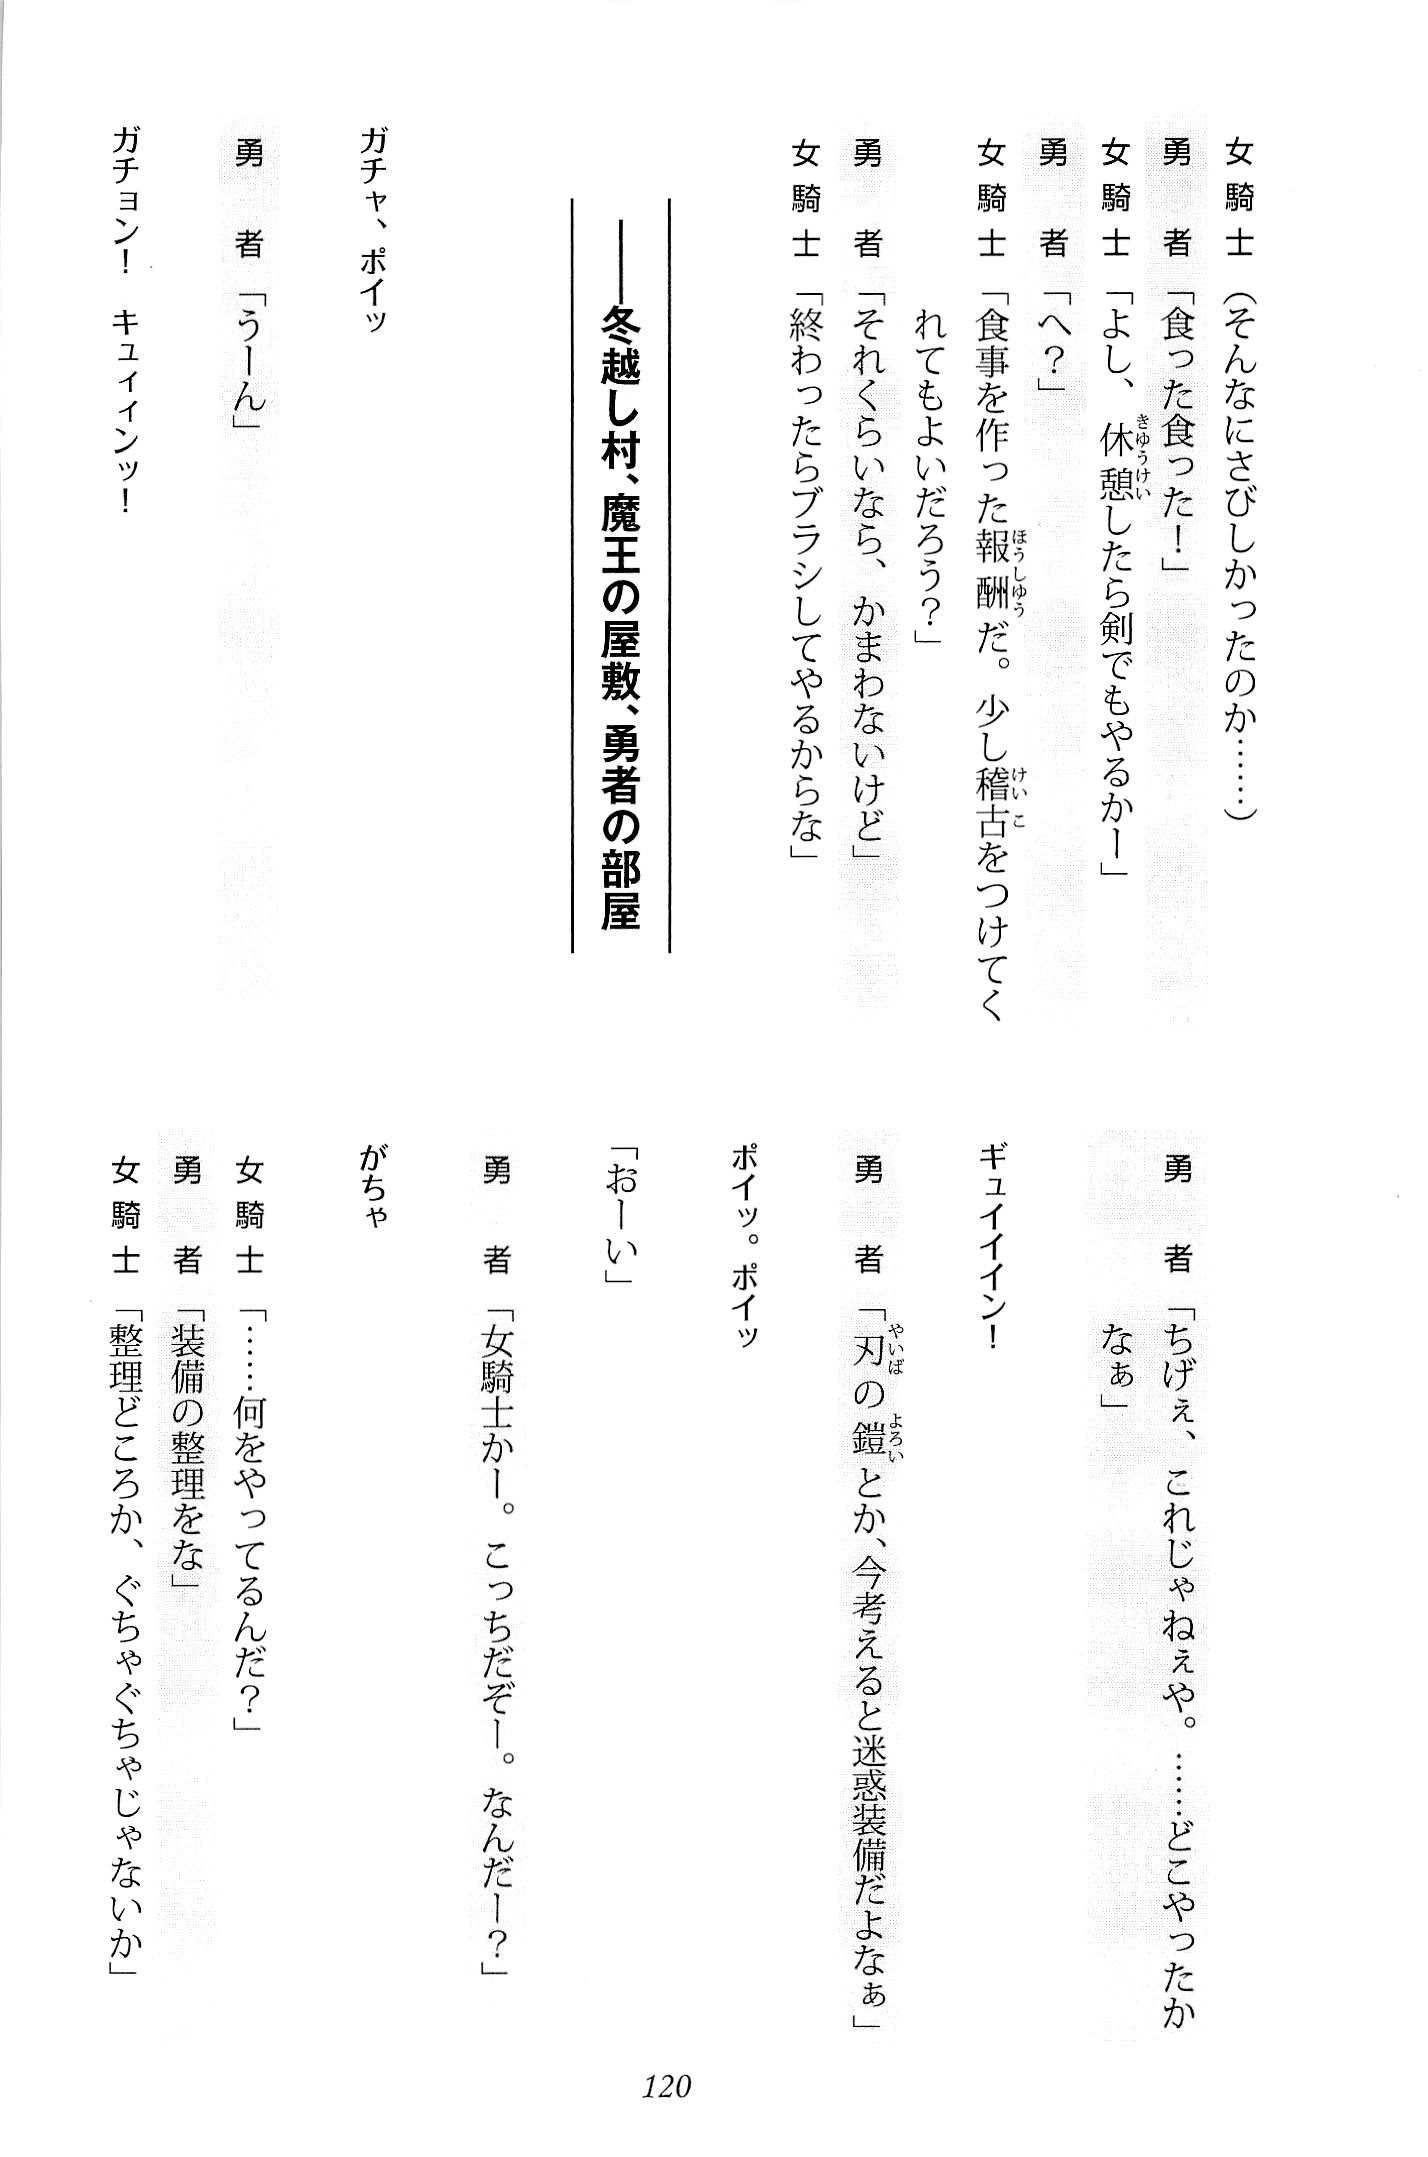 女騎士（そんなにさびしかったのか……）
勇　者「食った食った！」
女騎士「よし、休憩したら剣でもやるかー」
勇　者「へ？」
女騎士「食事を作った報酬だ。少し稽古をつけてく
れてもよいだろう？」
勇　者「それくらいなら、かまわないけど」
女騎士「終わったらブラシしてやるからな」
――冬越し村、魔王の屋敷、勇者の部屋
ガチャ、ポイッ
勇　者「うーん」
ガチョン！　キュィィンッ！
勇　者「ちげぇ、これじゃねぇや。……どこやったか
なぁ」
ギュイイイン！
勇　者「刃の鎧とか、今考えると迷惑装備だよなぁ」
ポイッ。ポイッ
「おーい」
勇　者「女騎士かー。こっちだぞー。なんだー？」
がちゃ
女騎士「……何をやってるんだ？」
勇　者「装備の整理をな」
女騎士「整理どころか、ぐちゃぐちゃじゃないか」
120